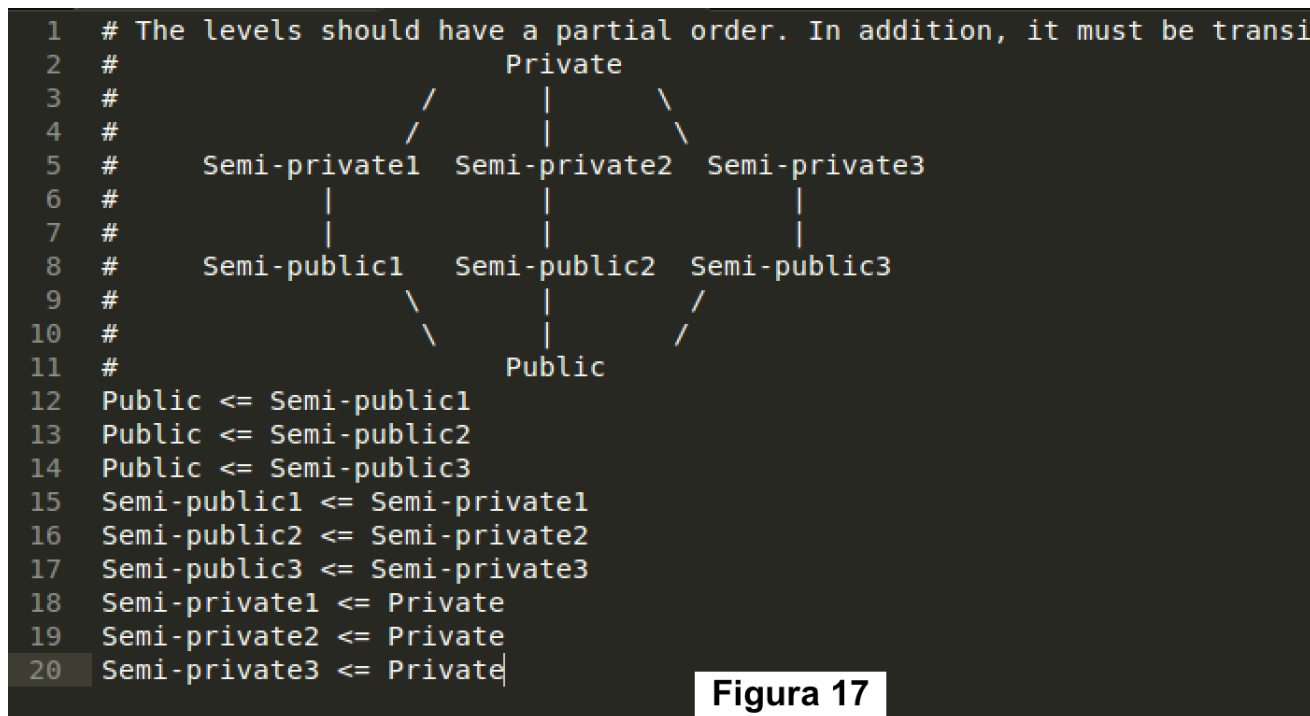 1 # The levels should have a partial order. In addition, it must be transi
2 # Private
3 # / | \
4 # / | \
5 # Semi-private1 Semi-private2 Semi-private3
6 # | | |
7 # | | |
8 # Semi-public1 Semi-public2 Semi-public3
9 # \ | /
10 # \ | /
11 # Public
12 Public <= Semi-public1
13 Public <= Semi-public2
14 Public <= Semi-public3
15 Semi-public1 <= Semi-private1
16 Semi-public2 <= Semi-private2
17 Semi-public3 <= Semi-private3
18 Semi-private1 <= Private
19 Semi-private2 <= Private
20 Semi-private3 <= Private
Figura 17